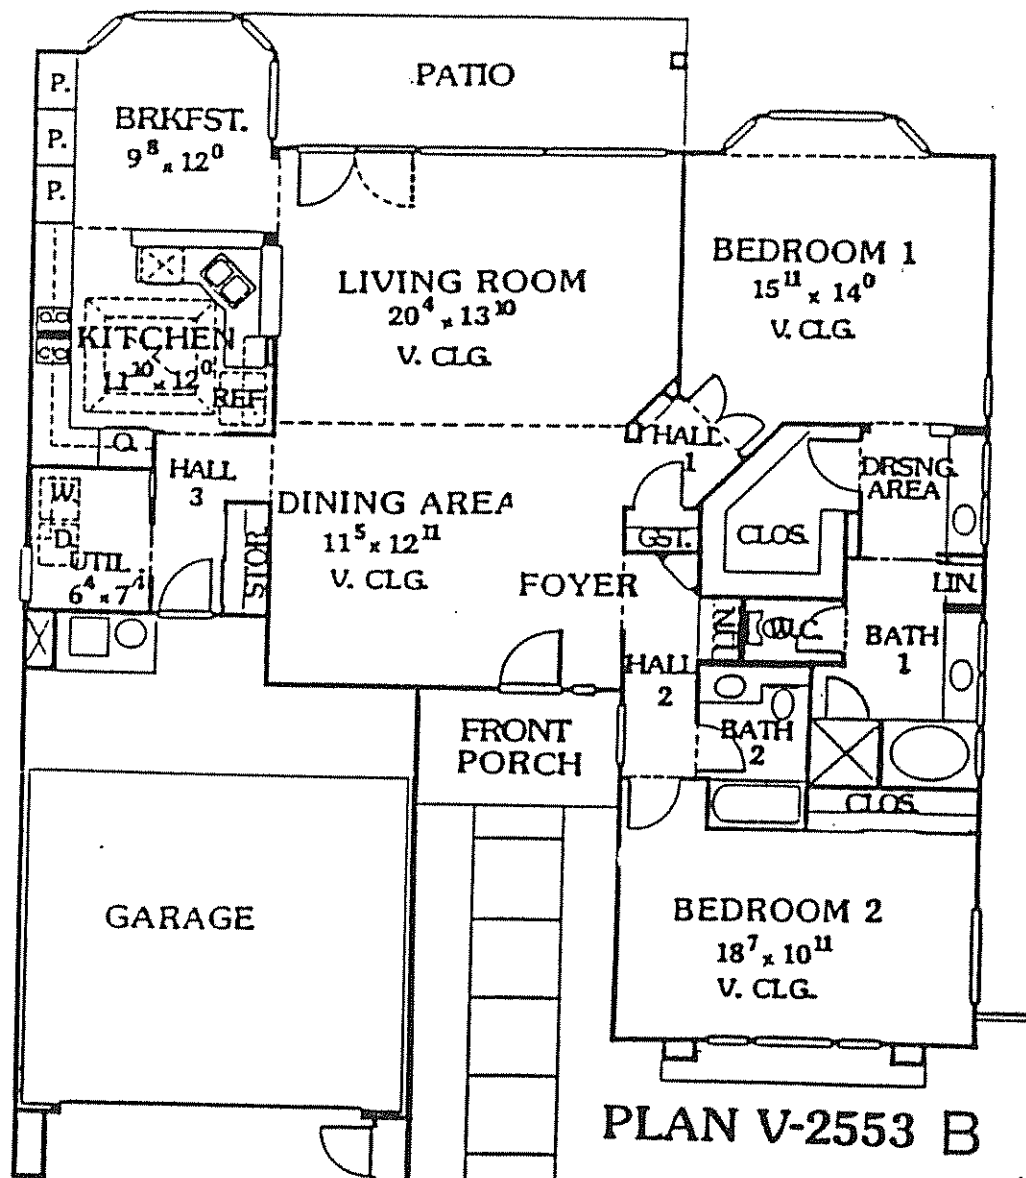 PATIO
P.
P.
P.
BRKFST.
9⁸ x 12⁰
LIVING ROOM
20⁴ x 13¹⁰
V. CLG.
BEDROOM 1
15¹¹ x 14⁰
V. CLG.
KITCHEN
11¹⁰ x 12⁰
REF.
O.
HALL
3
HALL
1
DRSNG.
AREA
W.
D.
UTIL.
STOR.
DINING AREA
11⁵ x 12¹¹
V. CLG.
GST.
CLOS.
FOYER
LIN.
LIN.
W.C.
BATH
1
HALL
2
FRONT
PORCH
BATH
2
CLOS.
GARAGE
BEDROOM 2
18⁷ x 10¹¹
V. CLG.
PLAN V-2553 B